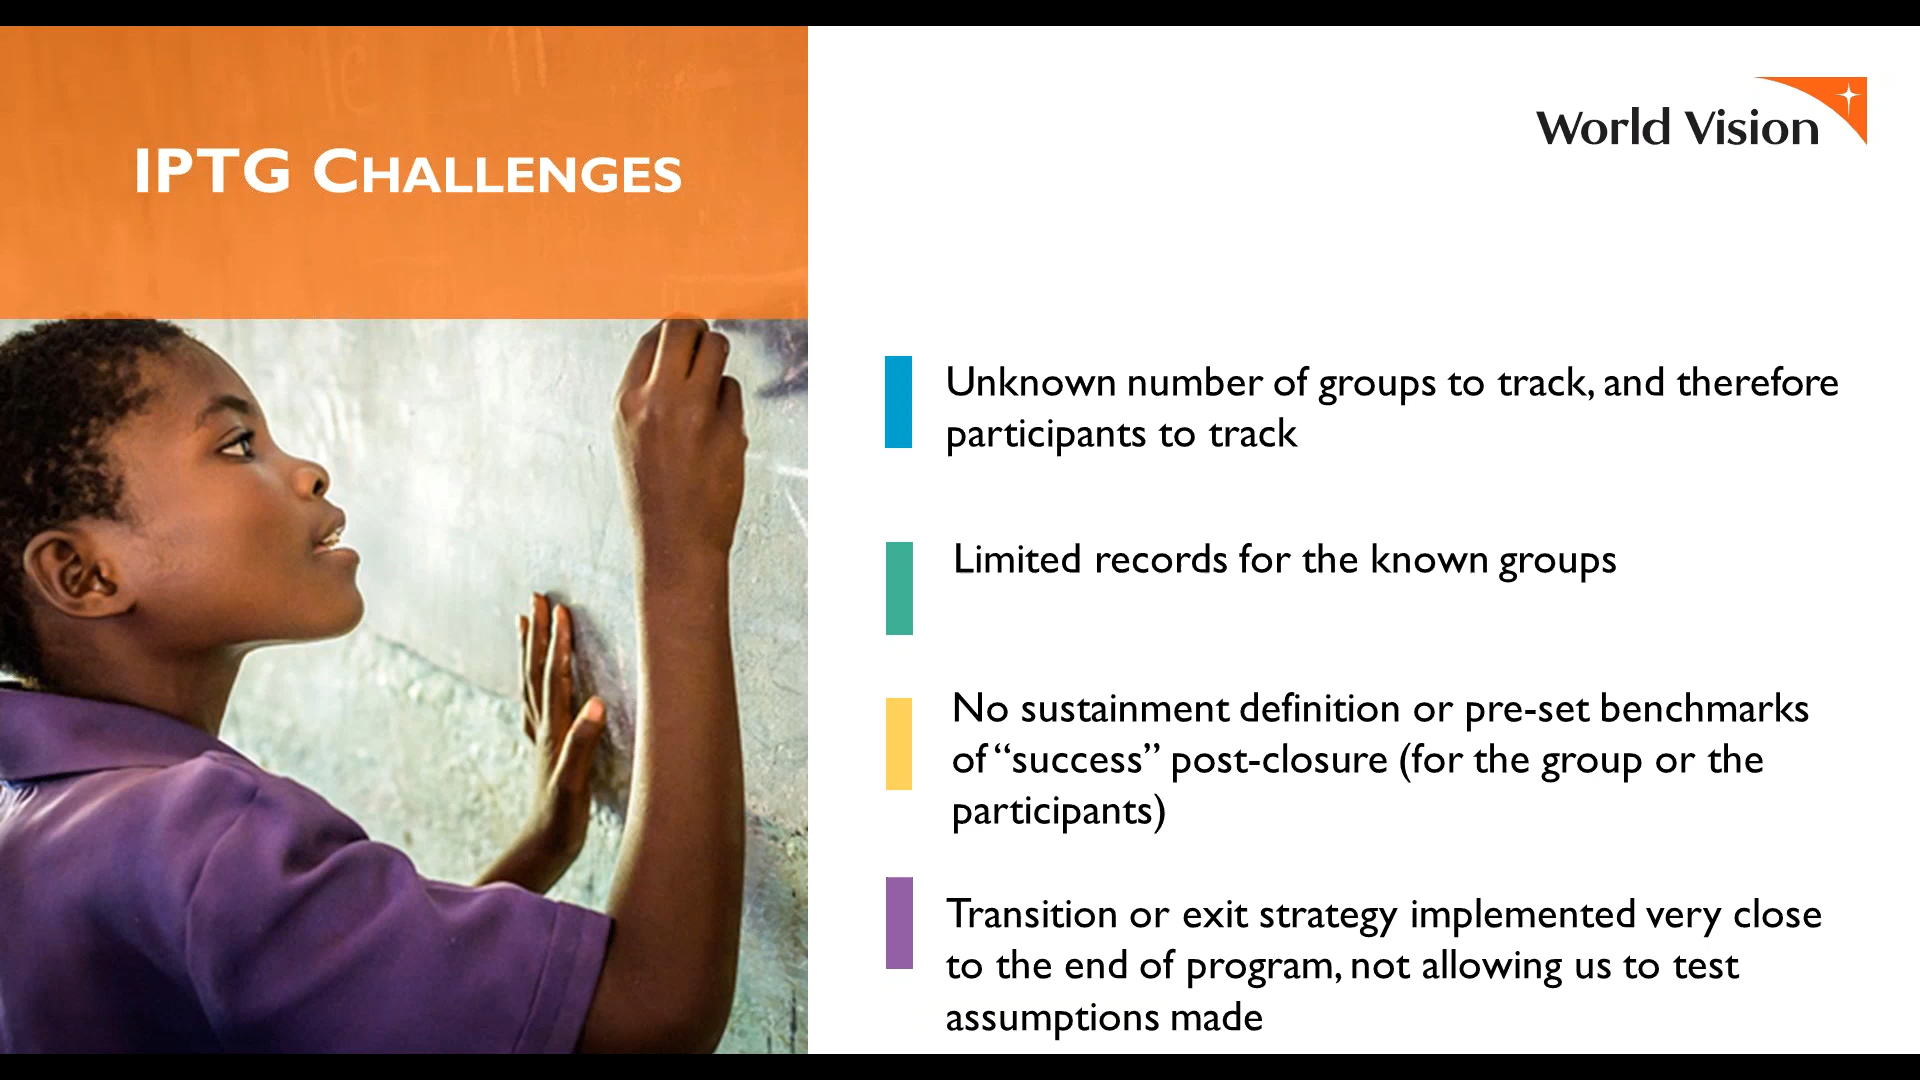 IPTG CHALLENGES
World Vision
Unknown number of groups to track, and therefore
participants to track
Limited records for the known groups
No sustainment definition or pre-set benchmarks
of “success” post-closure (for the group or the
participants)
Transition or exit strategy implemented very close
to the end of program, not allowing us to test
assumptions made